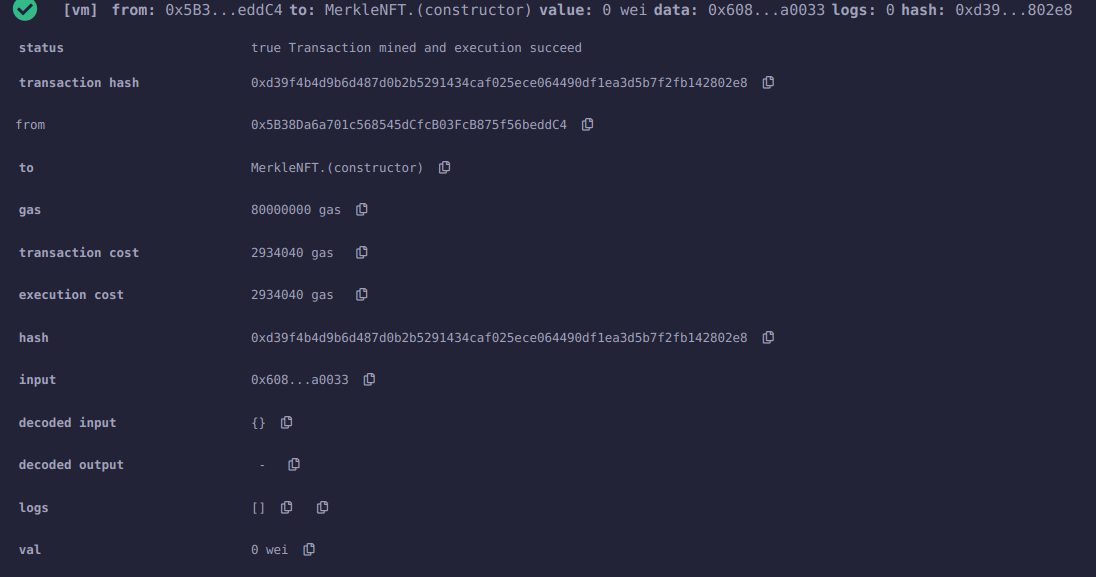 [vm] from: 0x5B3...eddC4 to: MerkleNFT.(constructor) value: 0 wei data: 0x608...a0033 logs: 0 hash: 0xd39...802e8
status true Transaction mined and execution succeed
transaction hash 0xd39f4b4d9b6d487d0b2b5291434caf025ece064490df1ea3d5b7f2fb142802e8
from 0x5B38Da6a701c568545dCfcB03FcB875f56beddC4
to MerkleNFT.(constructor)
gas 80000000 gas
transaction cost 2934040 gas
execution cost 2934040 gas
hash 0xd39f4b4d9b6d487d0b2b5291434caf025ece064490df1ea3d5b7f2fb142802e8
input 0x608...a0033
decoded input {}
decoded output -
logs []
val 0 wei